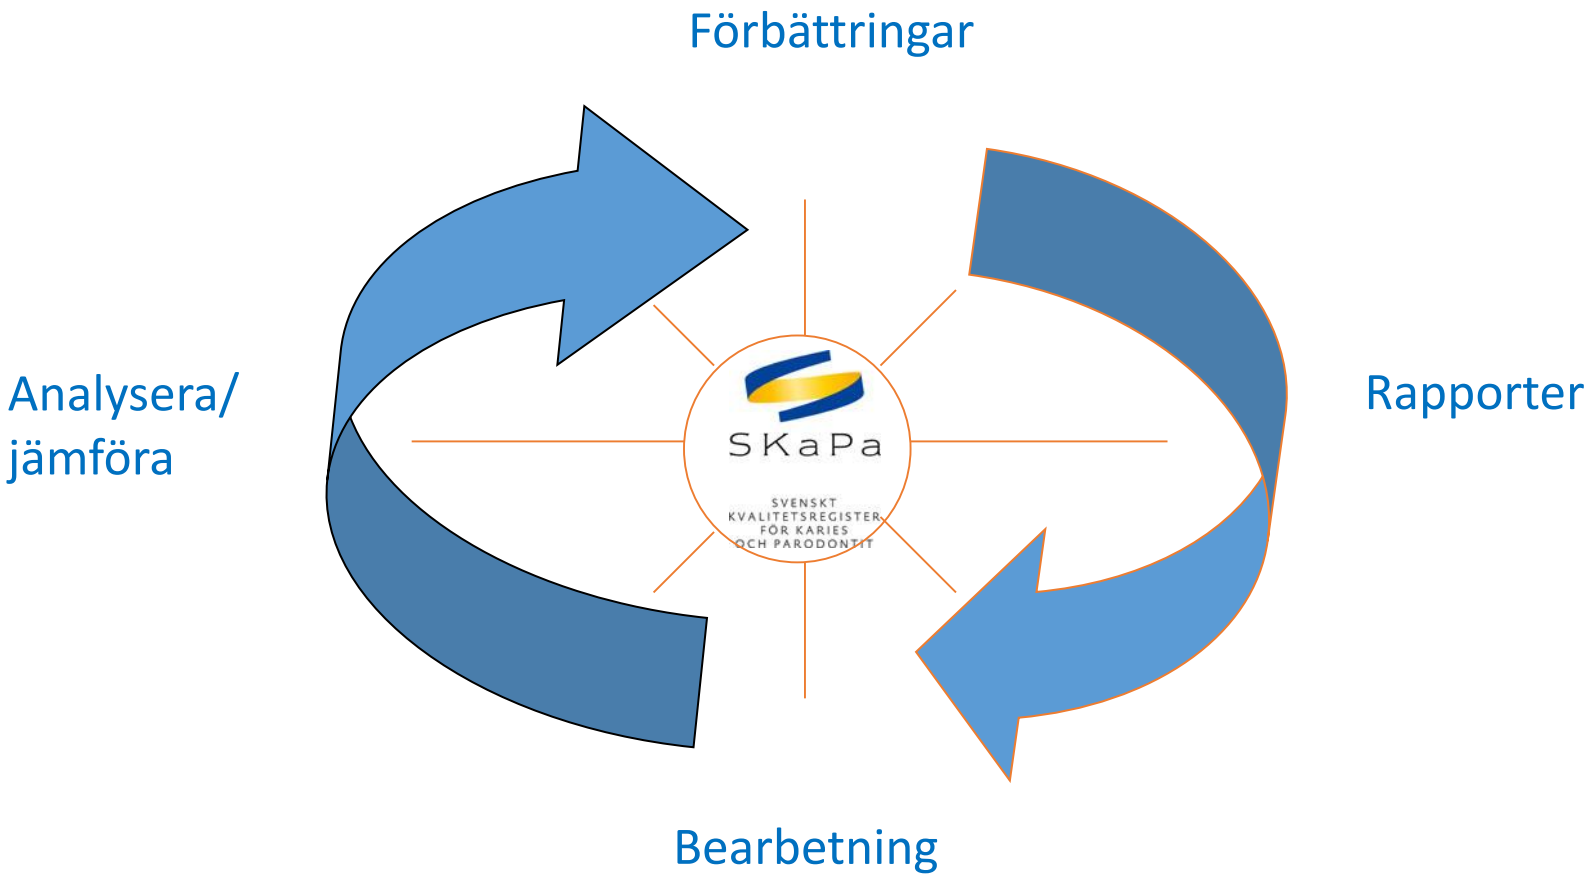 Förbättringar
Analysera/
jämföra
Rapporter
SKaPa
SVENSKT
KVALITETSREGISTER
FÖR KARIES
OCH PARODONTIT
Bearbetning